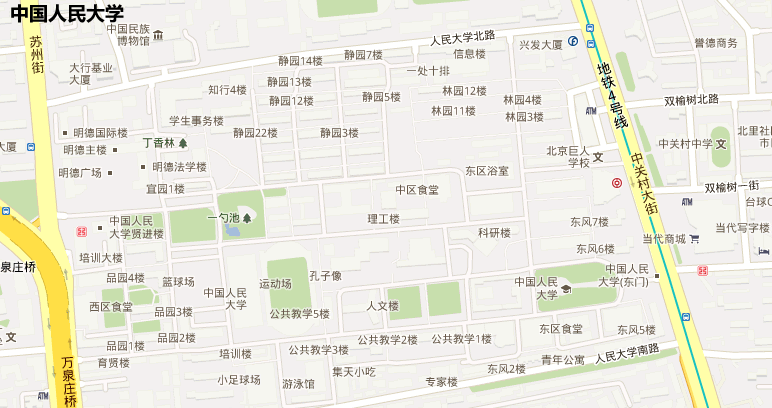 中国人民大学
中国民族
博物馆
苏州街
大行基业
大厦
静园14楼
静园7楼
人民大学北路
信息楼
兴发大厦
地铁4号线
誉德商务
静园13楼
知行4楼
静园12楼
一处十排
静园5楼
林园12楼
林园11楼
林园4楼
林园3楼
ATM
双榆树北路
学生事务楼
明德国际楼
静园22楼
静园3楼
丁香林
明德主楼
大厦
北京巨人
学校
文
中关村中学
文
北里社
市
明德广场
明德法学楼
东区浴室
中关村大街
宜园1楼
中区食堂
双榆树一街
ATM
台球
一勺池
中国人民
大学贤进楼
理工楼
科研楼
东风7楼
当代商城
当代写字楼
东风6楼
培训大楼
泉庄桥
品园4楼
篮球场
运动场
孔子像
中国人民
大学
中国人民
大学
中国人民
大学(东门)
西区食堂
品园3楼
公共教学5楼
人文楼
文
品园2楼
品园1楼
公共教学2楼
公共教学1楼
东区食堂
东风5楼
万泉庄桥
育贤楼
培训楼
公共教学3楼
青年公寓
人民大学南路
集天小吃
东风2楼
小足球场
游泳馆
专家楼
ATM